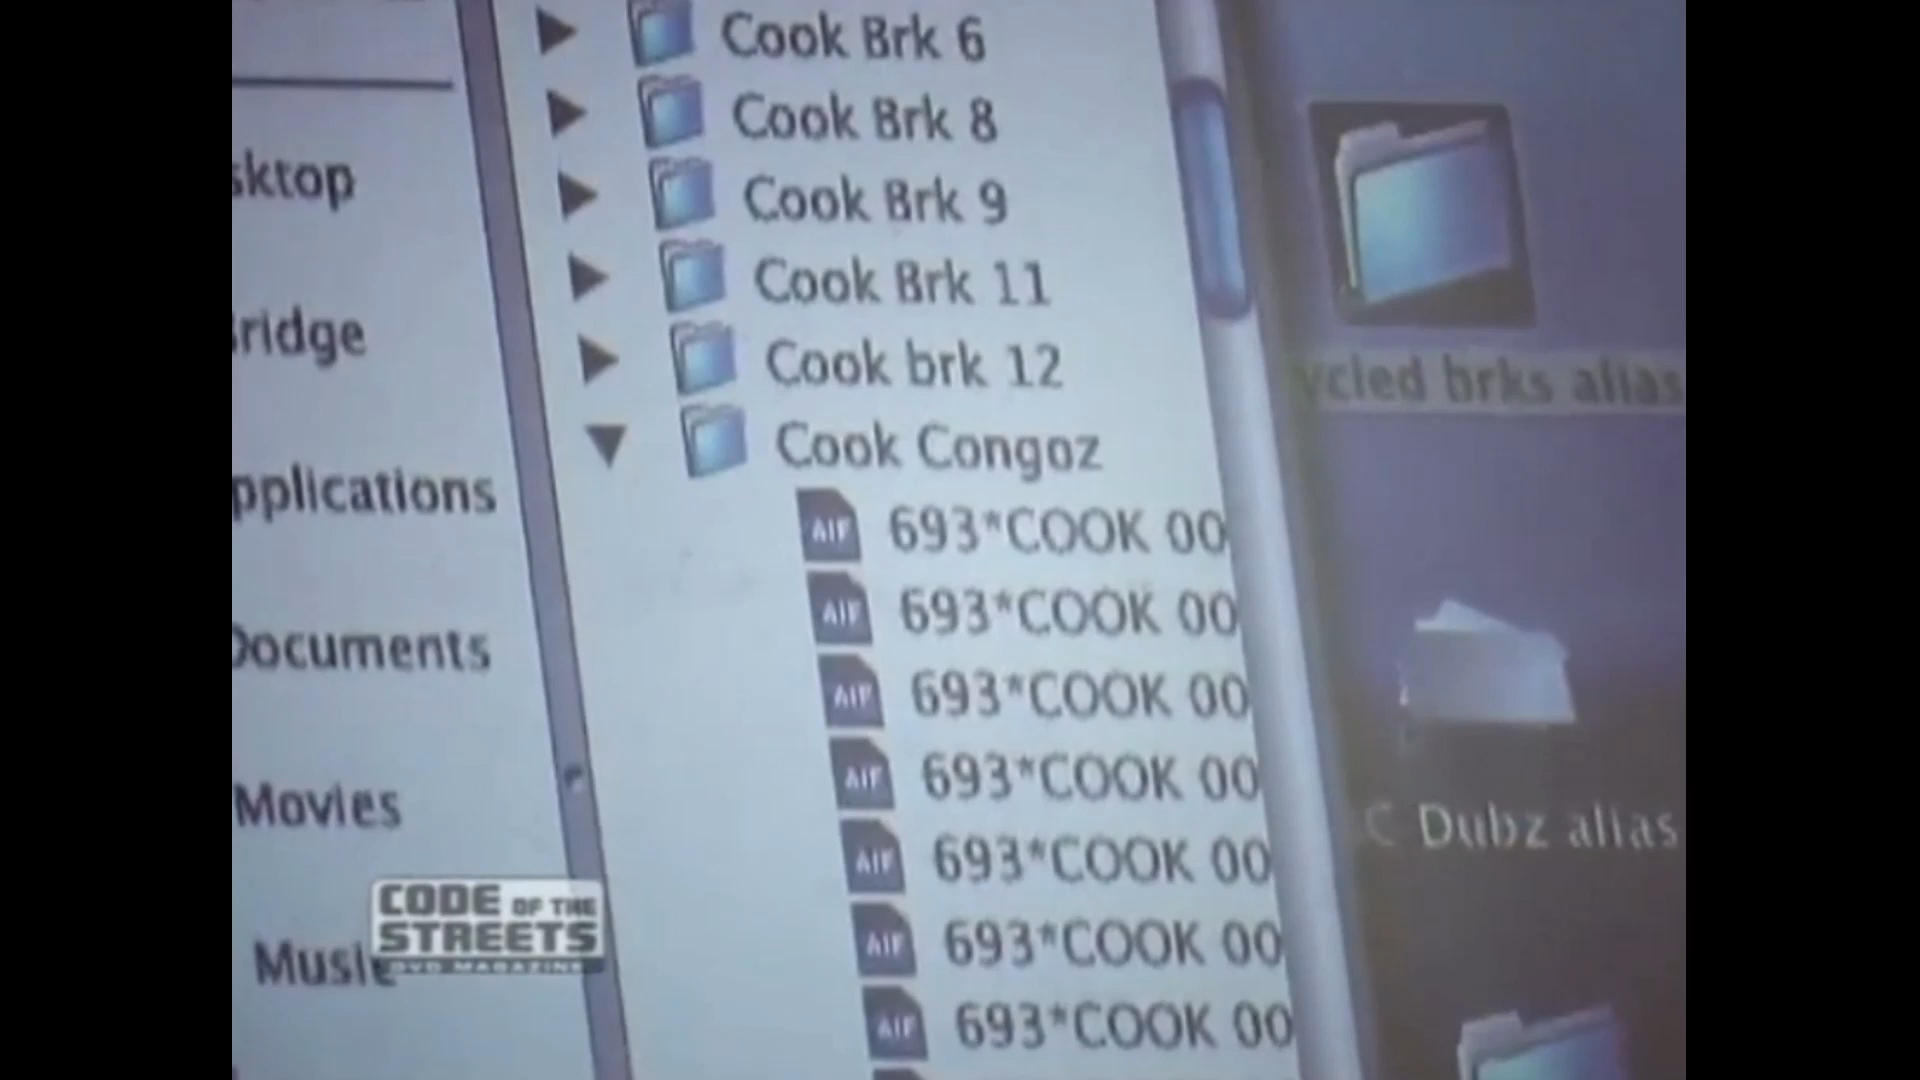 Cook Brk 6
Cook Brk 8
Cook Brk 9
Cook Brk 11
Cook brk 12
Cook Congoz
AIF 693*COOK 00
AIF 693*COOK 00
AIF 693*COOK 00
AIF 693*COOK 00
AIF 693*COOK 00
AIF 693*COOK 00
AIF 693*COOK 00
sktop
ridge
pplications
Documents
Movies
Music
ycled brks alias
C Dubz alias
CODE OF THE
STREETS
DVD MAGAZINE